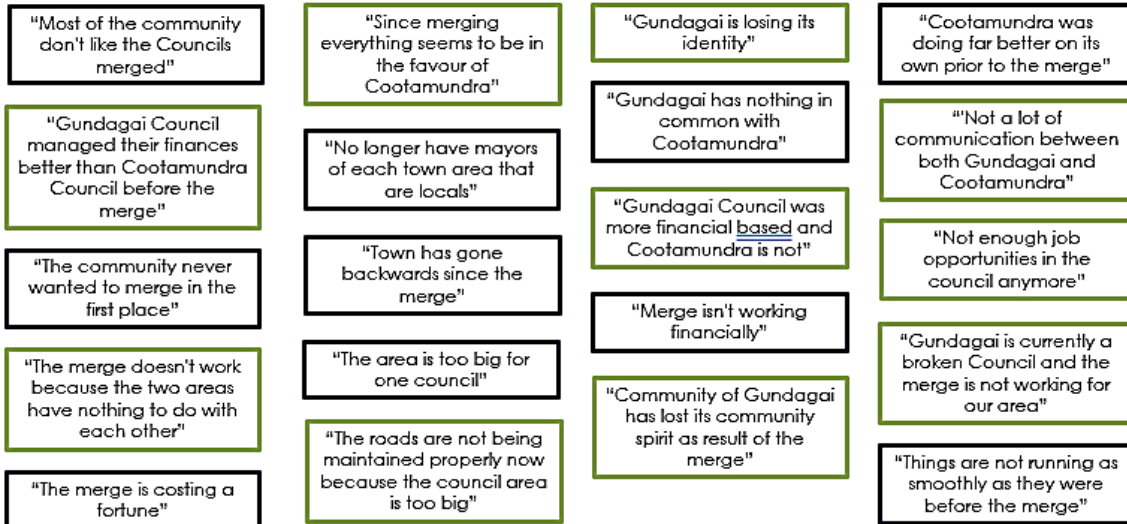 “Most of the community
don't like the Councils
merged”
“Gundagai Council
managed their finances
better than Cootamundra
Council before the
merge”
“The community never
wanted to merge in the
first place”
“The merge doesn't work
because the two areas
have nothing to do with
each other”
“The merge is costing a
fortune”
“Since merging
everything seems to be in
the favour of
Cootamundra”
“No longer have mayors
of each town area that
are locals”
“Town has gone
backwards since the
merge”
“The area is too big for
one council”
“The roads are not being
maintained properly now
because the council area
is too big”
“Gundagai is losing its
identity”
“Gundagai has nothing in
common with
Cootamundra”
“Gundagai Council was
more financial based and
Cootamundra is not”
“Merge isn't working
financially”
“Community of Gundagai
has lost its community
spirit as result of the
merge”
“Cootamundra was
doing far better on its
own prior to the merge”
“'Not a lot of
communication between
both Gundagai and
Cootamundra”
“Not enough job
opportunities in the
council anymore”
“Gundagai is currently a
broken Council and the
merge is not working for
our area”
“Things are not running as
smoothly as they were
before the merge”